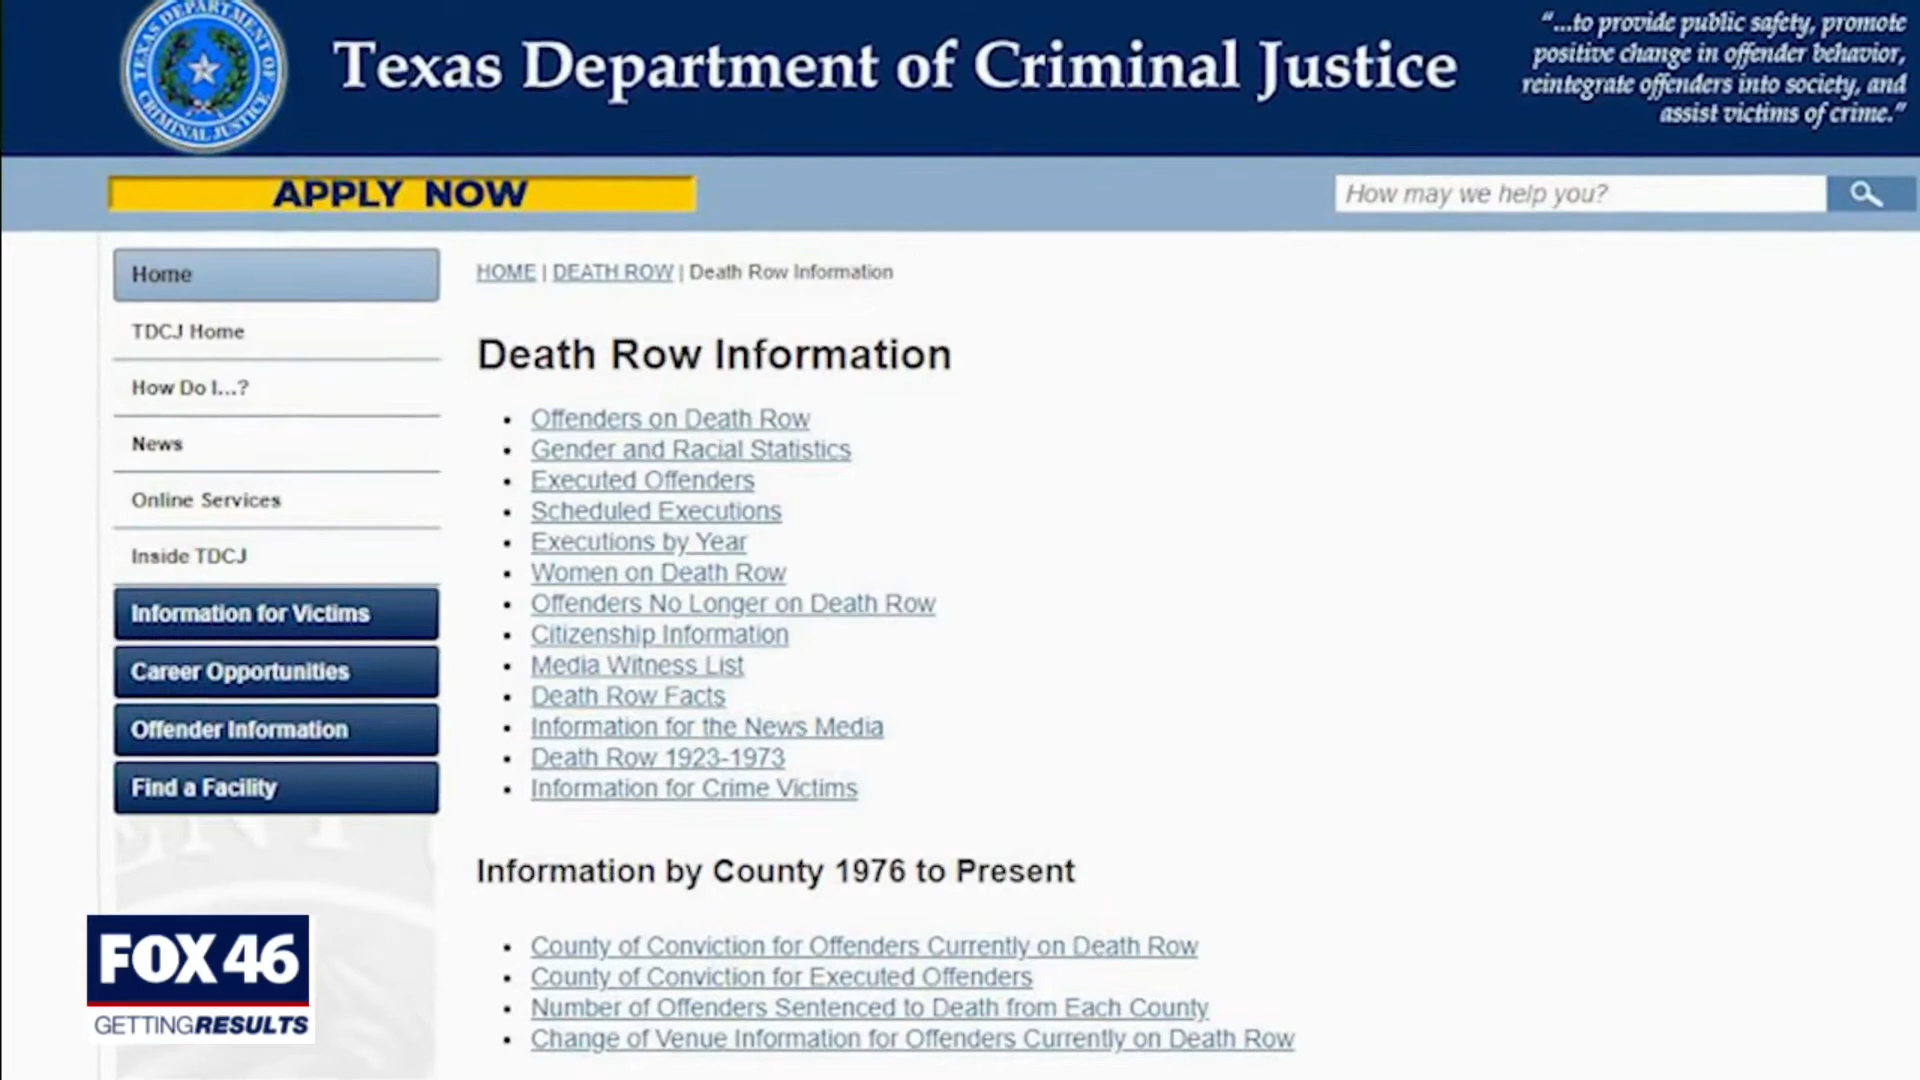 TEXAS DEPARTMENT OF
CRIMINAL JUSTICE
Texas Department of Criminal Justice
“...to provide public safety, promote
positive change in offender behavior,
reintegrate offenders into society, and
assist victims of crime.”
APPLY NOW
How may we help you?
Home
TDCJ Home
How Do I...?
News
Online Services
Inside TDCJ
Information for Victims
Career Opportunities
Offender Information
Find a Facility
HOME | DEATH ROW | Death Row Information
Death Row Information
• Offenders on Death Row
• Gender and Racial Statistics
• Executed Offenders
• Scheduled Executions
• Executions by Year
• Women on Death Row
• Offenders No Longer on Death Row
• Citizenship Information
• Media Witness List
• Death Row Facts
• Information for the News Media
• Death Row 1923-1973
• Information for Crime Victims
Information by County 1976 to Present
• County of Conviction for Offenders Currently on Death Row
• County of Conviction for Executed Offenders
• Number of Offenders Sentenced to Death from Each County
• Change of Venue Information for Offenders Currently on Death Row
FOX 46
GETTING RESULTS